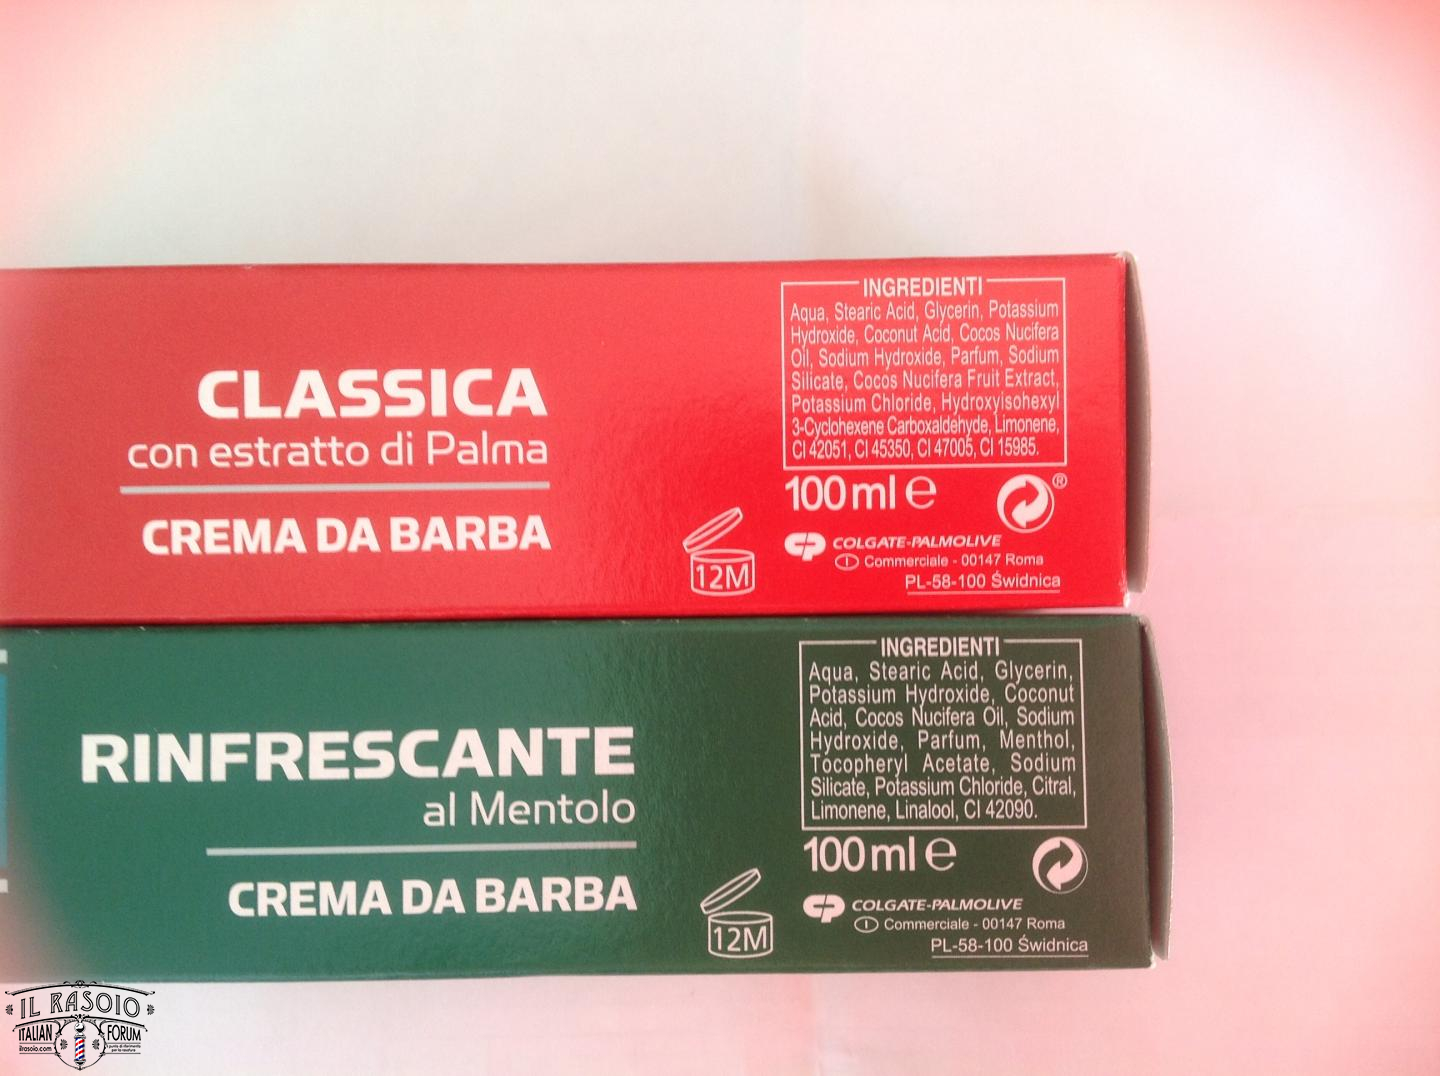 CLASSICA
con estratto di Palma
CREMA DA BARBA
12M
INGREDIENTI
Aqua, Stearic Acid, Glycerin, Potassium
Hydroxide, Coconut Acid, Cocos Nucifera
Oil, Sodium Hydroxide, Parfum, Sodium
Silicate, Cocos Nucifera Fruit Extract,
Potassium Chloride, Hydroxyisohexyl
3-Cyclohexene Carboxaldehyde, Limonene,
CI 42051, CI 45350, CI 47005, CI 15985.
100 ml e
®
CP COLGATE-PALMOLIVE
I Commerciale - 00147 Roma
PL-58-100 Świdnica
RINFRESCANTE
al Mentolo
CREMA DA BARBA
12M
INGREDIENTI
Aqua, Stearic Acid, Glycerin,
Potassium Hydroxide, Coconut
Acid, Cocos Nucifera Oil, Sodium
Hydroxide, Parfum, Menthol,
Tocopheryl Acetate, Sodium
Silicate, Potassium Chloride, Citral,
Limonene, Linalool, CI 42090.
100 ml e
CP COLGATE-PALMOLIVE
I Commerciale - 00147 Roma
PL-58-100 Świdnica
IL RASOIO
ITALIAN FORUM
ilrasoio.com